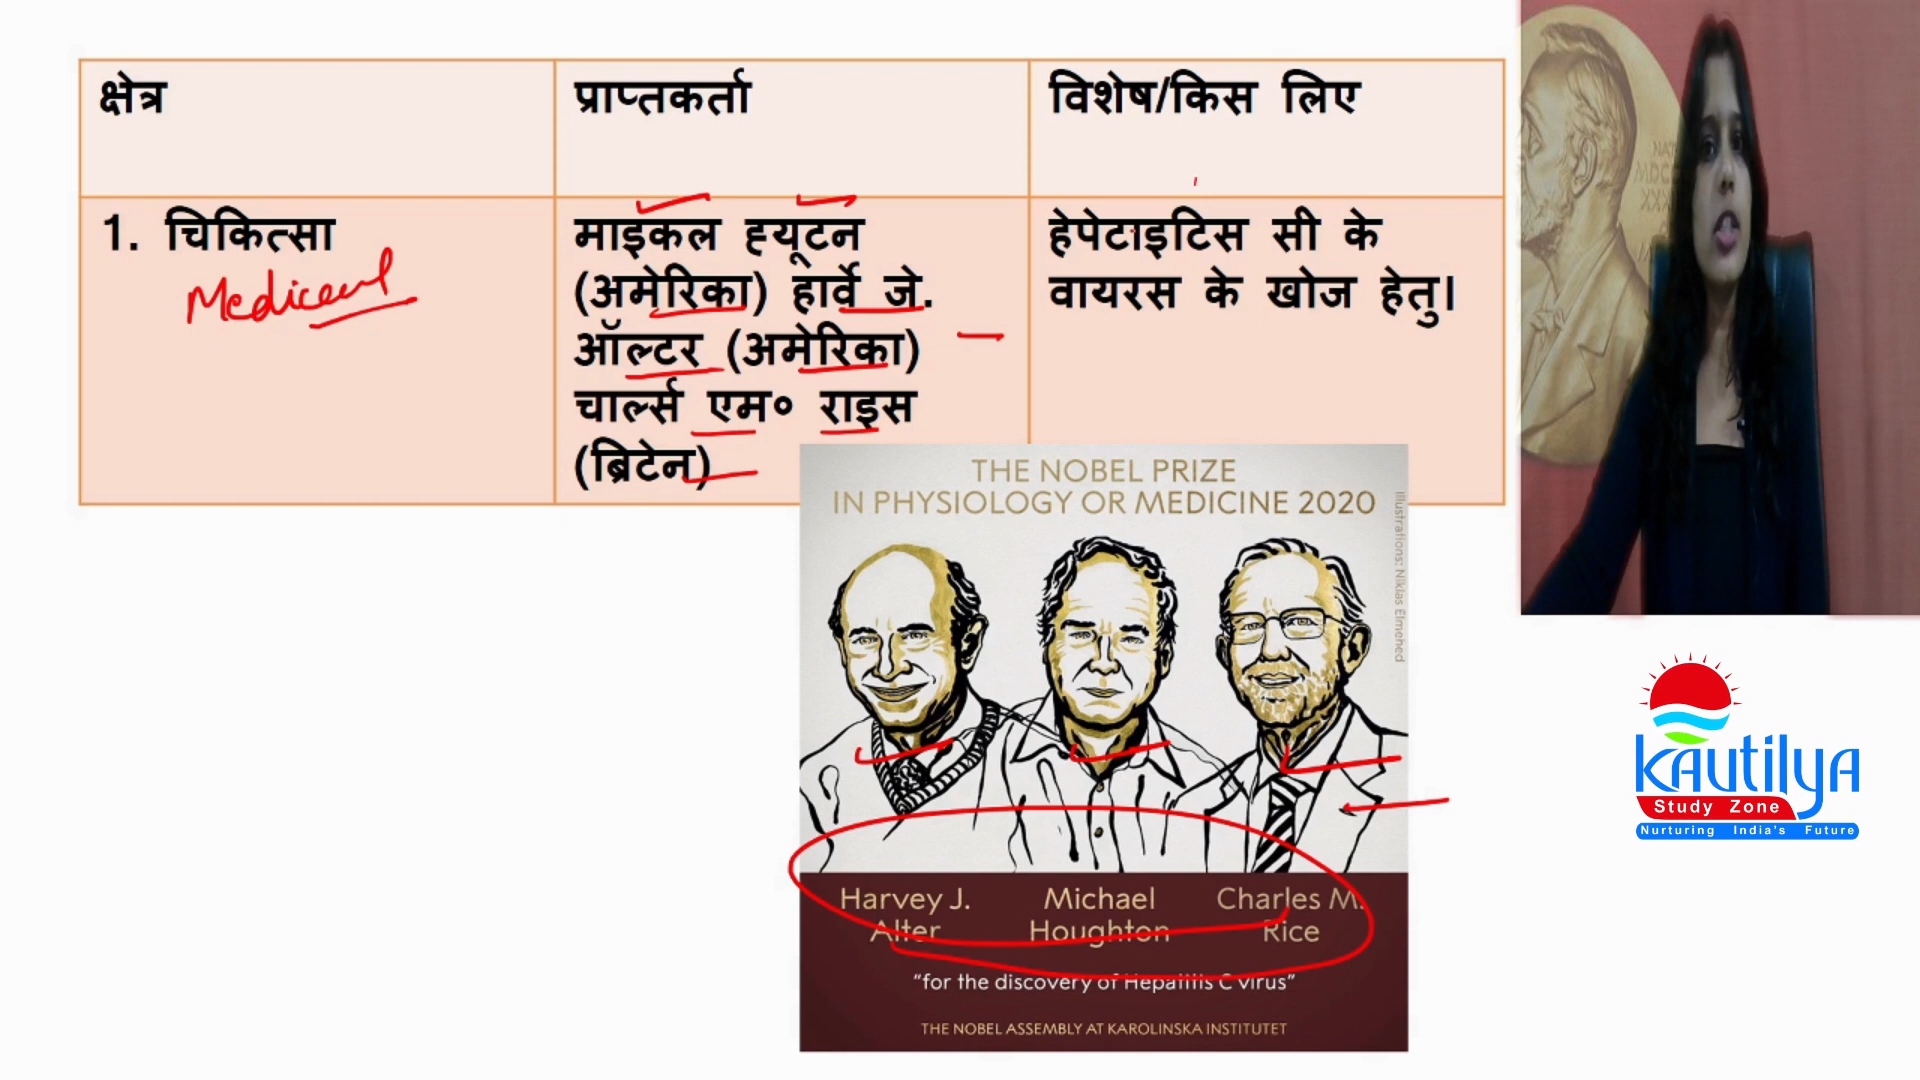 क्षेत्र
प्राप्तकर्ता
विशेष/किस लिए
1. चिकित्सा
माइकल ह्यूटन
(अमेरिका) हार्वे जे.
ऑल्टर (अमेरिका)
चार्ल्स एम० राइस
(ब्रिटेन)
हेपेटाइटिस सी के
वायरस के खोज हेतु।
THE NOBEL PRIZE
IN PHYSIOLOGY OR MEDICINE 2020
Illustrations: Niklas Elmehed
Harvey J.
Alter
Michael
Houghton
Charles M.
Rice
“for the discovery of Hepatitis C virus”
THE NOBEL ASSEMBLY AT KAROLINSKA INSTITUTET
kautilya
Study Zone
Nurturing India's Future